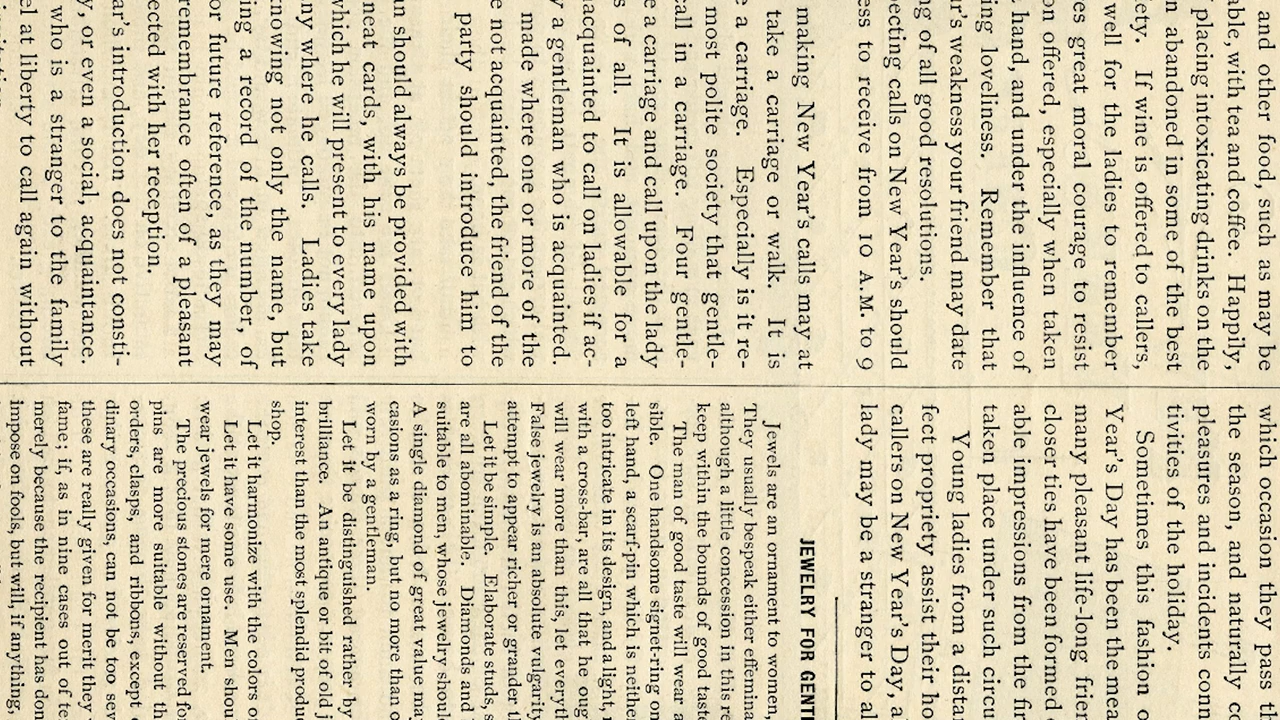 and other food, such as may be
able, with tea and coffee. Happily,
placing intoxicating drinks on the
n abandoned in some of the best
ety. If wine is offered to callers,
well for the ladies to remember
es great moral courage to resist
on offered, especially when taken
hand, and under the influence of
ing loveliness. Remember that
r's weakness your friend may date
ng of all good resolutions.
pecting calls on New Year's should
ess to receive from 10 A.M. to 9
making New Year's calls may at
take a carriage or walk. It is
e a carriage. Especially is it re-
most polite society that gentle-
call in a carriage. Four gentle-
e a carriage and call upon the lady
s of all. It is allowable for a
acquainted to call on ladies if ac-
y a gentleman who is acquainted.
made where one or more of the
e not acquainted, the friend of the
party should introduce him to
an should always be provided with
neat cards, with his name upon
which he will present to every lady
ny where he calls. Ladies take
knowing not only the name, but
ing a record of the number, of
or future reference, as they may
remembrance often of a pleasant
ected with her reception.
ar's introduction does not consti-
y, or even a social, acquaintance.
who is a stranger to the family
el at liberty to call again without
which occasion they pass th
the season, and naturally co
pleasures and incidents conn
tivities of the holiday.
Sometimes this fashion o
Year's Day has been the mea
many pleasant life-long frien
closer ties have been formed
able impressions from the fir
taken place under such circu
Young ladies from a distan
fect propriety assist their ho
callers on New Year's Day, a
lady may be a stranger to al
JEWELRY FOR GENTL
Jewels are an ornament to women,
They usually bespeak either effemina
although a little concession in this re
keep within the bounds of good taste
The man of good taste will wear a
sible. One handsome signet-ring on
left hand, a scarf-pin which is neither
too intricate in its design, and a light, r
with a cross-bar, are all that he oug
will wear more than this, let everyth
False jewelry is an absolute vulgarity
attempt to appear richer or grander th
Let it be simple. Elaborate studs, s
are all abominable. Diamonds and
suitable to men, whose jewelry shoul
A single diamond of great value may
casions as a ring, but no more than o
worn by a gentleman.
Let it be distinguished rather by
brilliance. An antique or bit of old j
interest than the most splendid produc
shop.
Let it harmonize with the colors o
Let it have some use. Men shou
wear jewels for mere ornament.
The precious stones are reserved for
pins are more suitable without th
orders, clasps, and ribbons, except o
dinary occasions, can not be too sever
these are really given for merit they
fame; if, as in nine cases out of ten
merely because the recipient has don
impose on fools, but will, if anything,